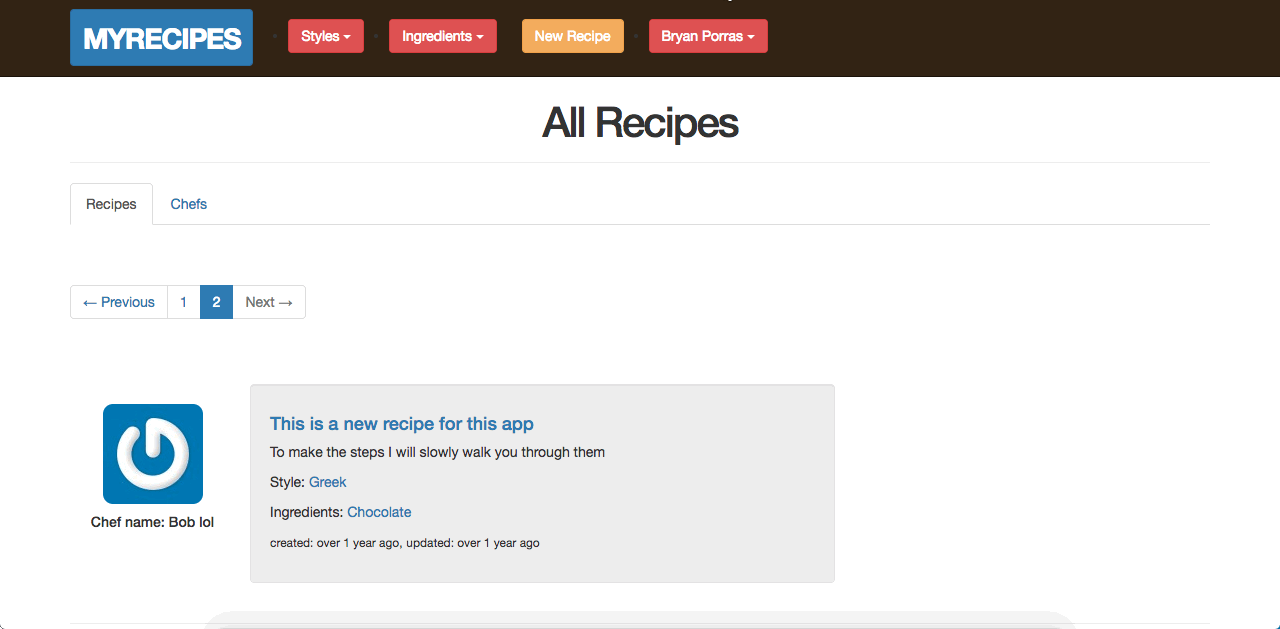 MYRECIPES Styles Ingredients New Recipe Bryan Porras
All Recipes
Recipes Chefs
← Previous 1 2 Next →
This is a new recipe for this app
To make the steps I will slowly walk you through them
Style: Greek
Ingredients: Chocolate
Chef name: Bob lol
created: over 1 year ago, updated: over 1 year ago